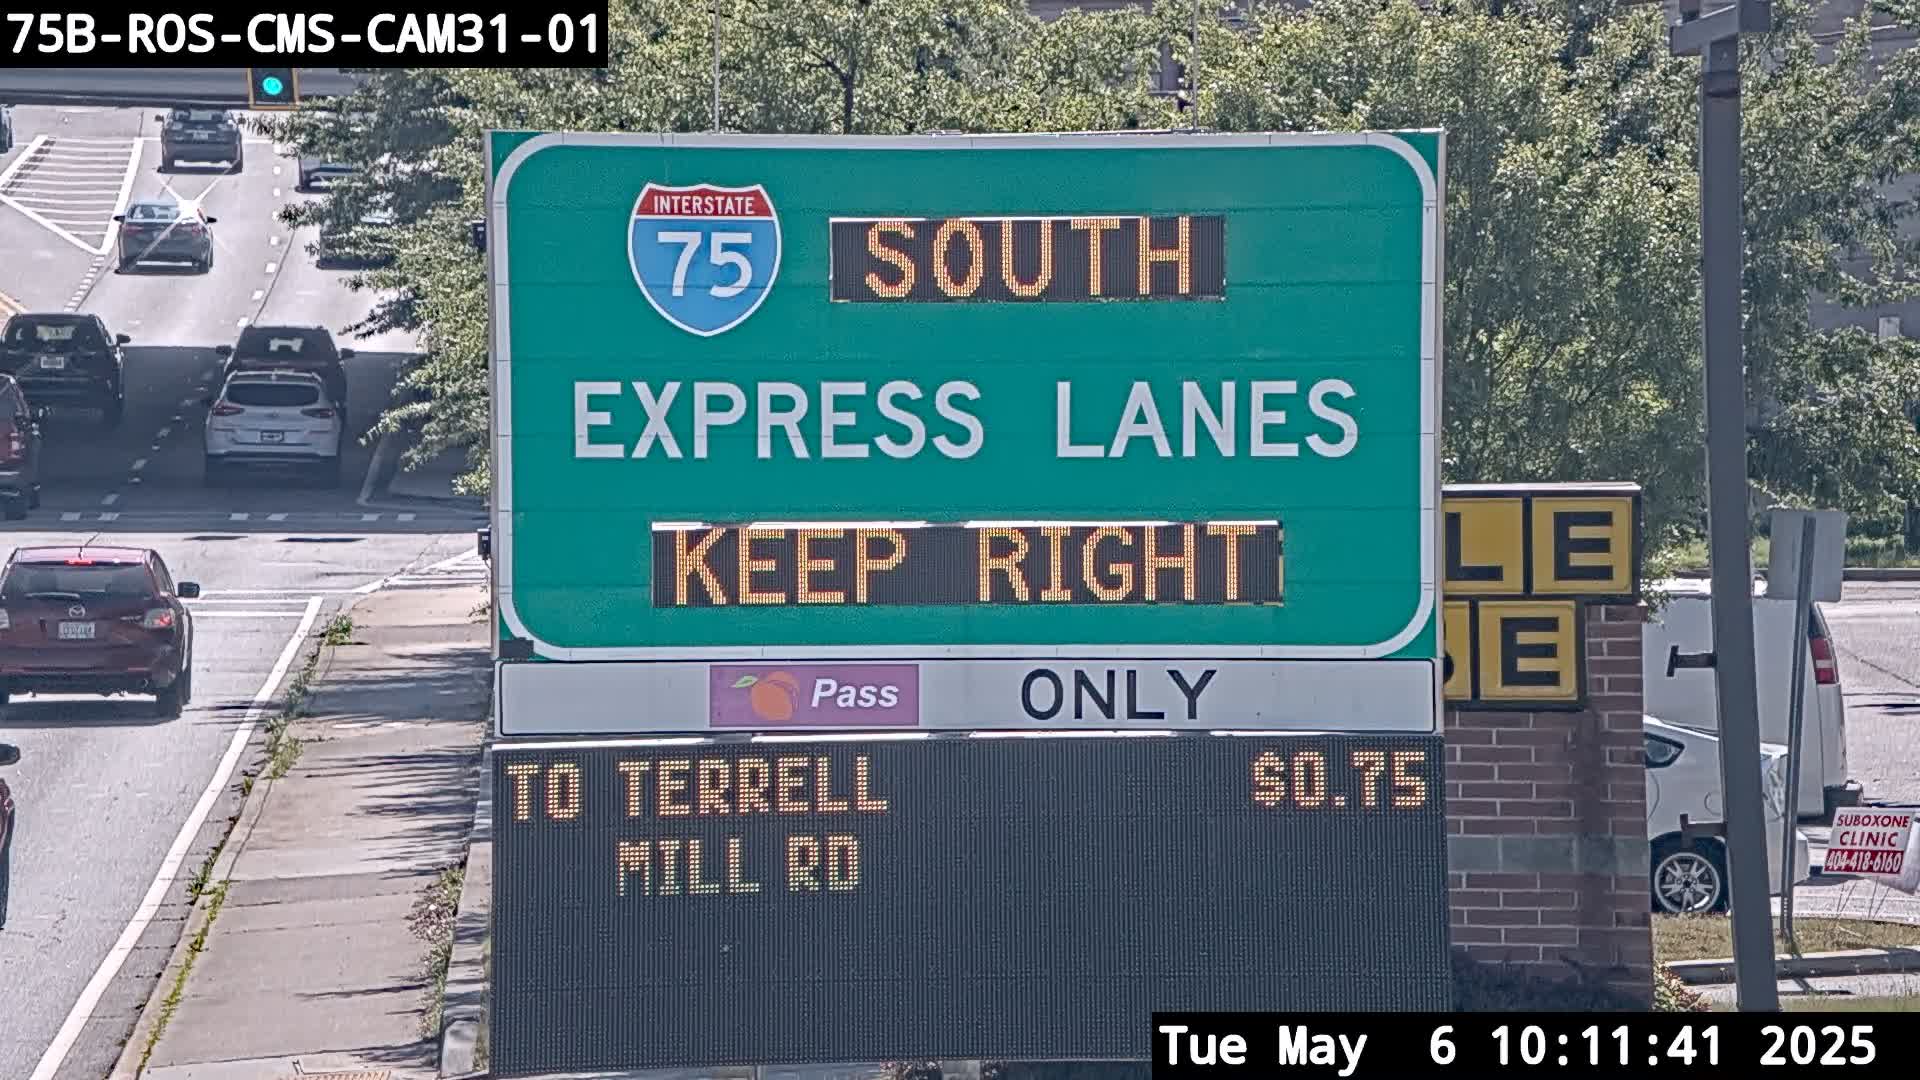 75B-ROS-CMS-CAM31-01
INTERSTATE
75
SOUTH
EXPRESS LANES
KEEP RIGHT
Pass ONLY
TO TERRELL $0.75
MILL RD
LE
E
SUBOXONE
CLINIC
404-418-6160
Tue May 6 10:11:41 2025